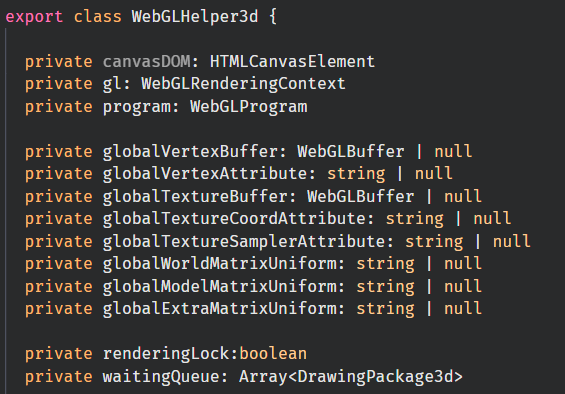 export class WebGLHelper3d {
private canvasDOM: HTMLCanvasElement
private gl: WebGLRenderingContext
private program: WebGLProgram
private globalVertexBuffer: WebGLBuffer | null
private globalVertexAttribute: string | null
private globalTextureBuffer: WebGLBuffer | null
private globalTextureCoordAttribute: string | null
private globalTextureSamplerAttribute: string | null
private globalWorldMatrixUniform: string | null
private globalModelMatrixUniform: string | null
private globalExtraMatrixUniform: string | null
private renderingLock:boolean
private waitingQueue: Array<DrawingPackage3d>